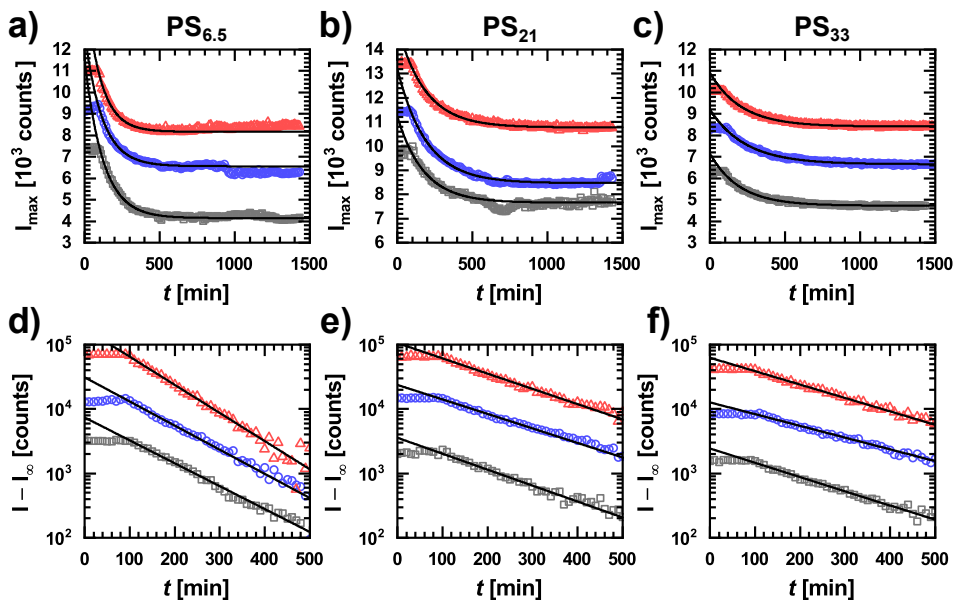 a) PS6.5 b) PS21 c) PS33
Imax [10³ counts]
12
11
10
9
8
7
6
5
4
3
0 500 1000 1500
t [min]
Imax [10³ counts]
14
13
12
11
10
9
8
7
6
0 500 1000 1500
t [min]
Imax [10³ counts]
12
11
10
9
8
7
6
5
4
3
0 500 1000 1500
t [min]
d) e) f)
I − I∞ [counts]
10⁵
10⁴
10³
10²
0 100 200 300 400 500
t [min]
I − I∞ [counts]
10⁵
10⁴
10³
10²
0 100 200 300 400 500
t [min]
I − I∞ [counts]
10⁵
10⁴
10³
10²
0 100 200 300 400 500
t [min]